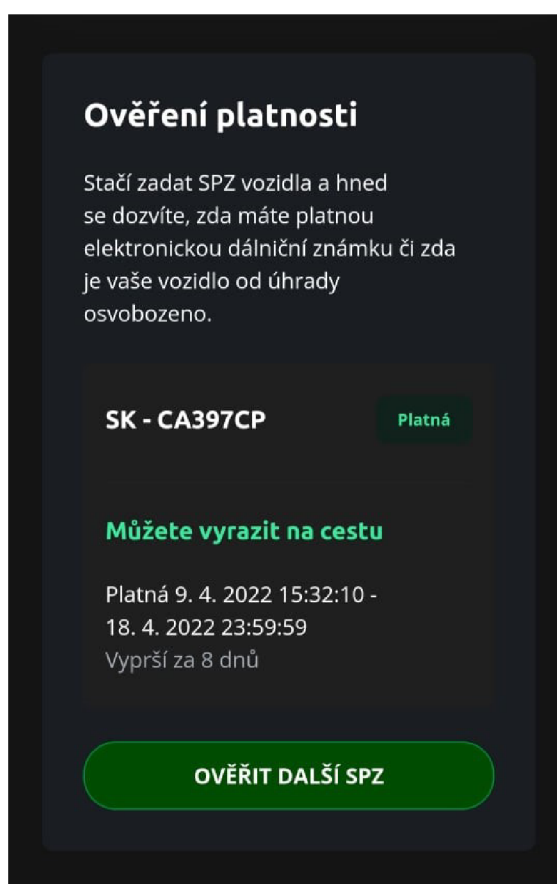 Ověření platnosti
Stačí zadat SPZ vozidla a hned
se dozvíte, zda máte platnou
elektronickou dálniční známku či zda
je vaše vozidlo od úhrady
osvobozeno.
SK - CA397CP
Platná
Můžete vyrazit na cestu
Platná 9. 4. 2022 15:32:10 -
18. 4. 2022 23:59:59
Vyprší za 8 dnů
OVĚŘIT DALŠÍ SPZ